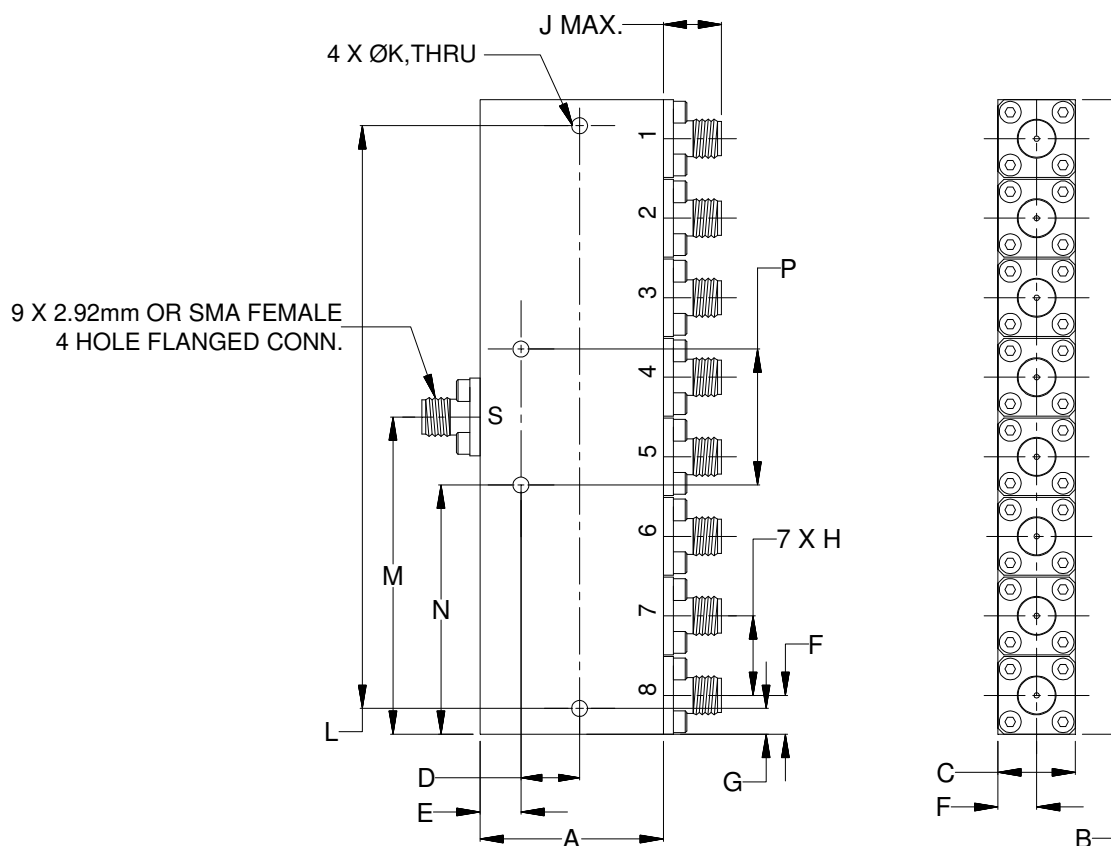 J MAX.
4 X ØK,THRU
1
2
3
P
9 X 2.92mm OR SMA FEMALE
4 HOLE FLANGED CONN.
4
S
5
6
7 X H
M
N
7
F
8
L
D
G
C
E
F
A
B